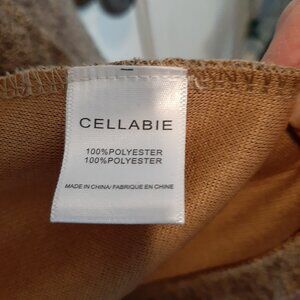 CELLABIE
100%POLYESTER
100%POLYESTER
MADE IN CHINA/ FABRIQUE EN CHINE